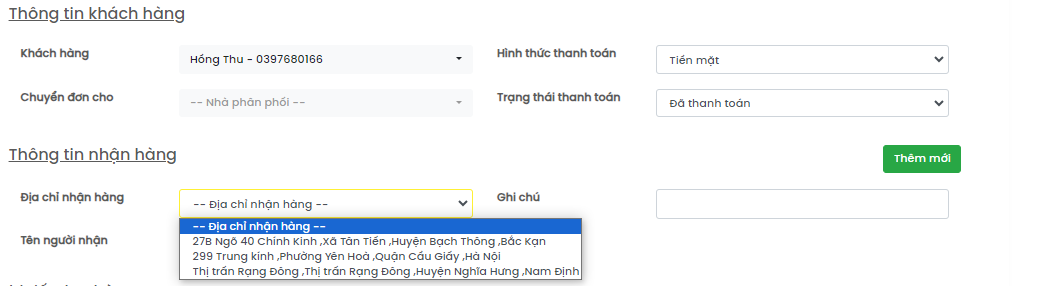 Thông tin khách hàng
Khách hàng
Hồng Thu - 0397680166
Hình thức thanh toán
Tiền mặt
Chuyển đơn cho
-- Nhà phân phối --
Trạng thái thanh toán
Đã thanh toán
Thông tin nhận hàng
Thêm mới
Địa chỉ nhận hàng
-- Địa chỉ nhận hàng --
Ghi chú
-- Địa chỉ nhận hàng --
Tên người nhận
27B Ngõ 40 Chính Kinh ,Xã Tân Tiến ,Huyện Bạch Thông ,Bắc Kạn
299 Trung kính ,Phường Yên Hoà ,Quận Cầu Giấy ,Hà Nội
Thị trấn Rạng Đông ,Thị trấn Rạng Đông ,Huyện Nghĩa Hưng ,Nam Định